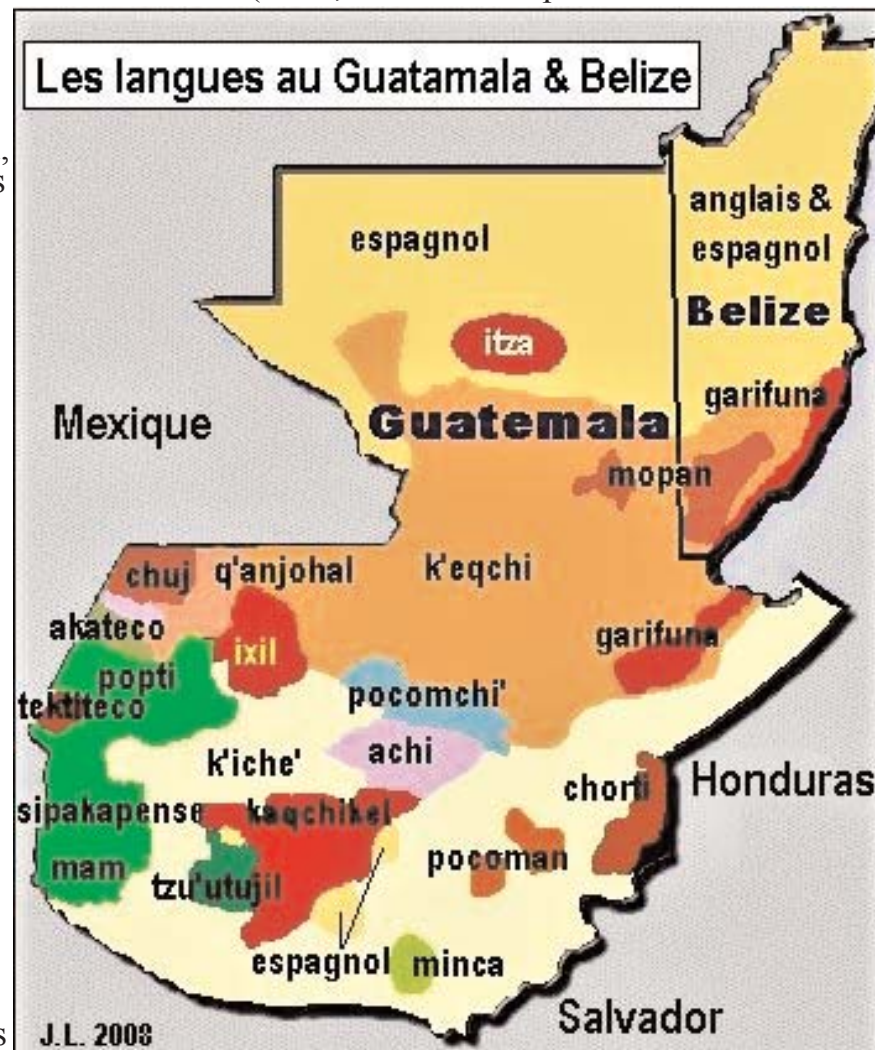 Les langues au Guatamala & Belize
anglais &
espagnol
espagnol
Belize
itza
garifuna
Mexique
Guatemala
mopan
chuj
q'anjohal
k'eqchi
akateco
ixil
garifuna
popti
tektiteco
pocomchi'
achi
k'iche'
chorti
Honduras
sipakapense
kaqchikel
mam
tzu'utujil
pocoman
espagnol
minca
Salvador
J.L. 2008